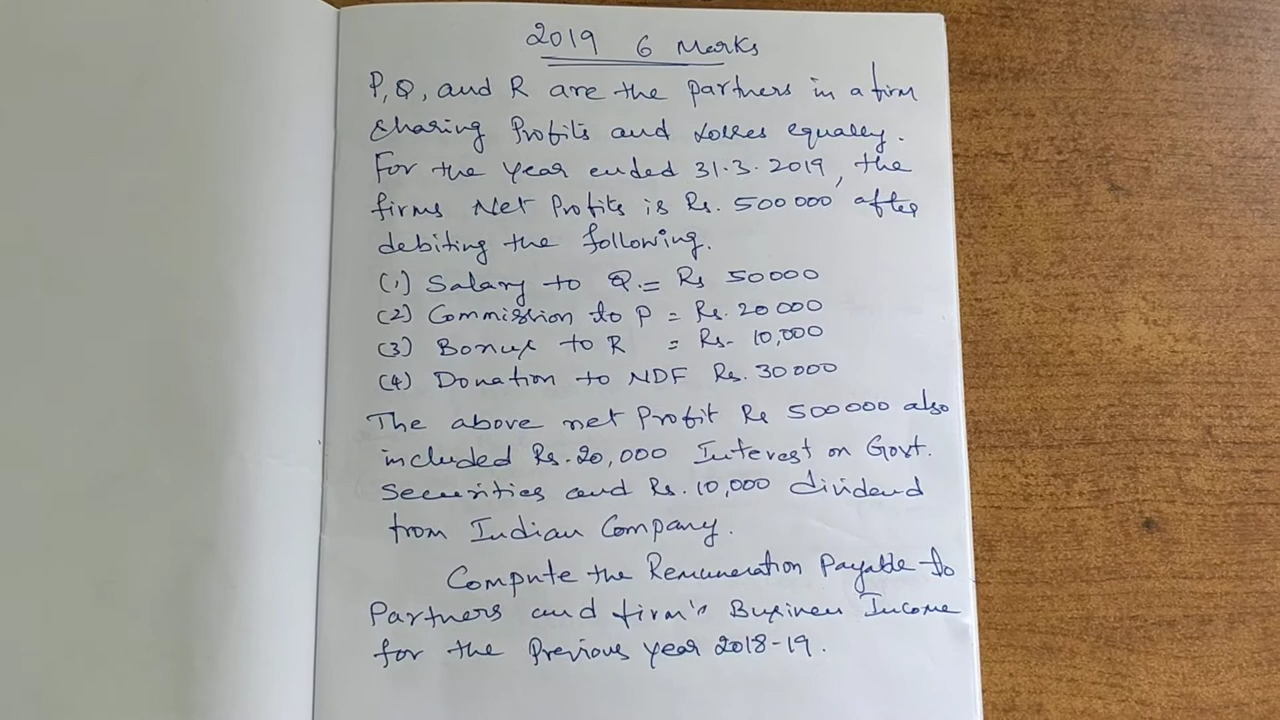 2019 6 Marks
P, Q, and R are the partners in a firm
sharing Profits and Losses equally.
For the year ended 31.3.2019, the
firms Net Profits is Rs. 500000 after
debiting the following.
(1) Salary to Q = Rs 50000
(2) Commission to P = Rs. 20000
(3) Bonus to R = Rs- 10,000
(4) Donation to NDF Rs. 30000
The above net Profit Rs 500000 also
included Rs. 20,000 Interest on Govt.
Securities and Rs. 10,000 dividend
from Indian Company.
Compute the Remuneration Payable to
Partners and firm's Business Income
for the Previous year 2018-19.